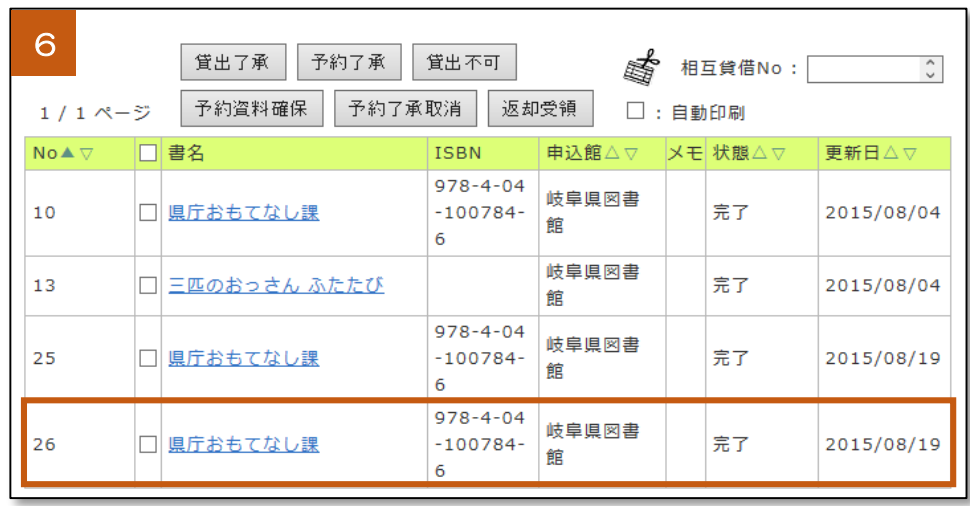 6
貸出了承 予約了承 貸出不可
相互貸借No：
1 / 1 ページ 予約資料確保 予約了承取消 返却受領 ：自動印刷
No▲▽ 書名 ISBN 申込館△▽ メモ 状態△▽ 更新日△▽
10 県庁おもてなし課 978-4-04-100784-6 岐阜県図書館 完了 2015/08/04
13 三匹のおっさん ふたたび 岐阜県図書館 完了 2015/08/04
25 県庁おもてなし課 978-4-04-100784-6 岐阜県図書館 完了 2015/08/19
26 県庁おもてなし課 978-4-04-100784-6 岐阜県図書館 完了 2015/08/19